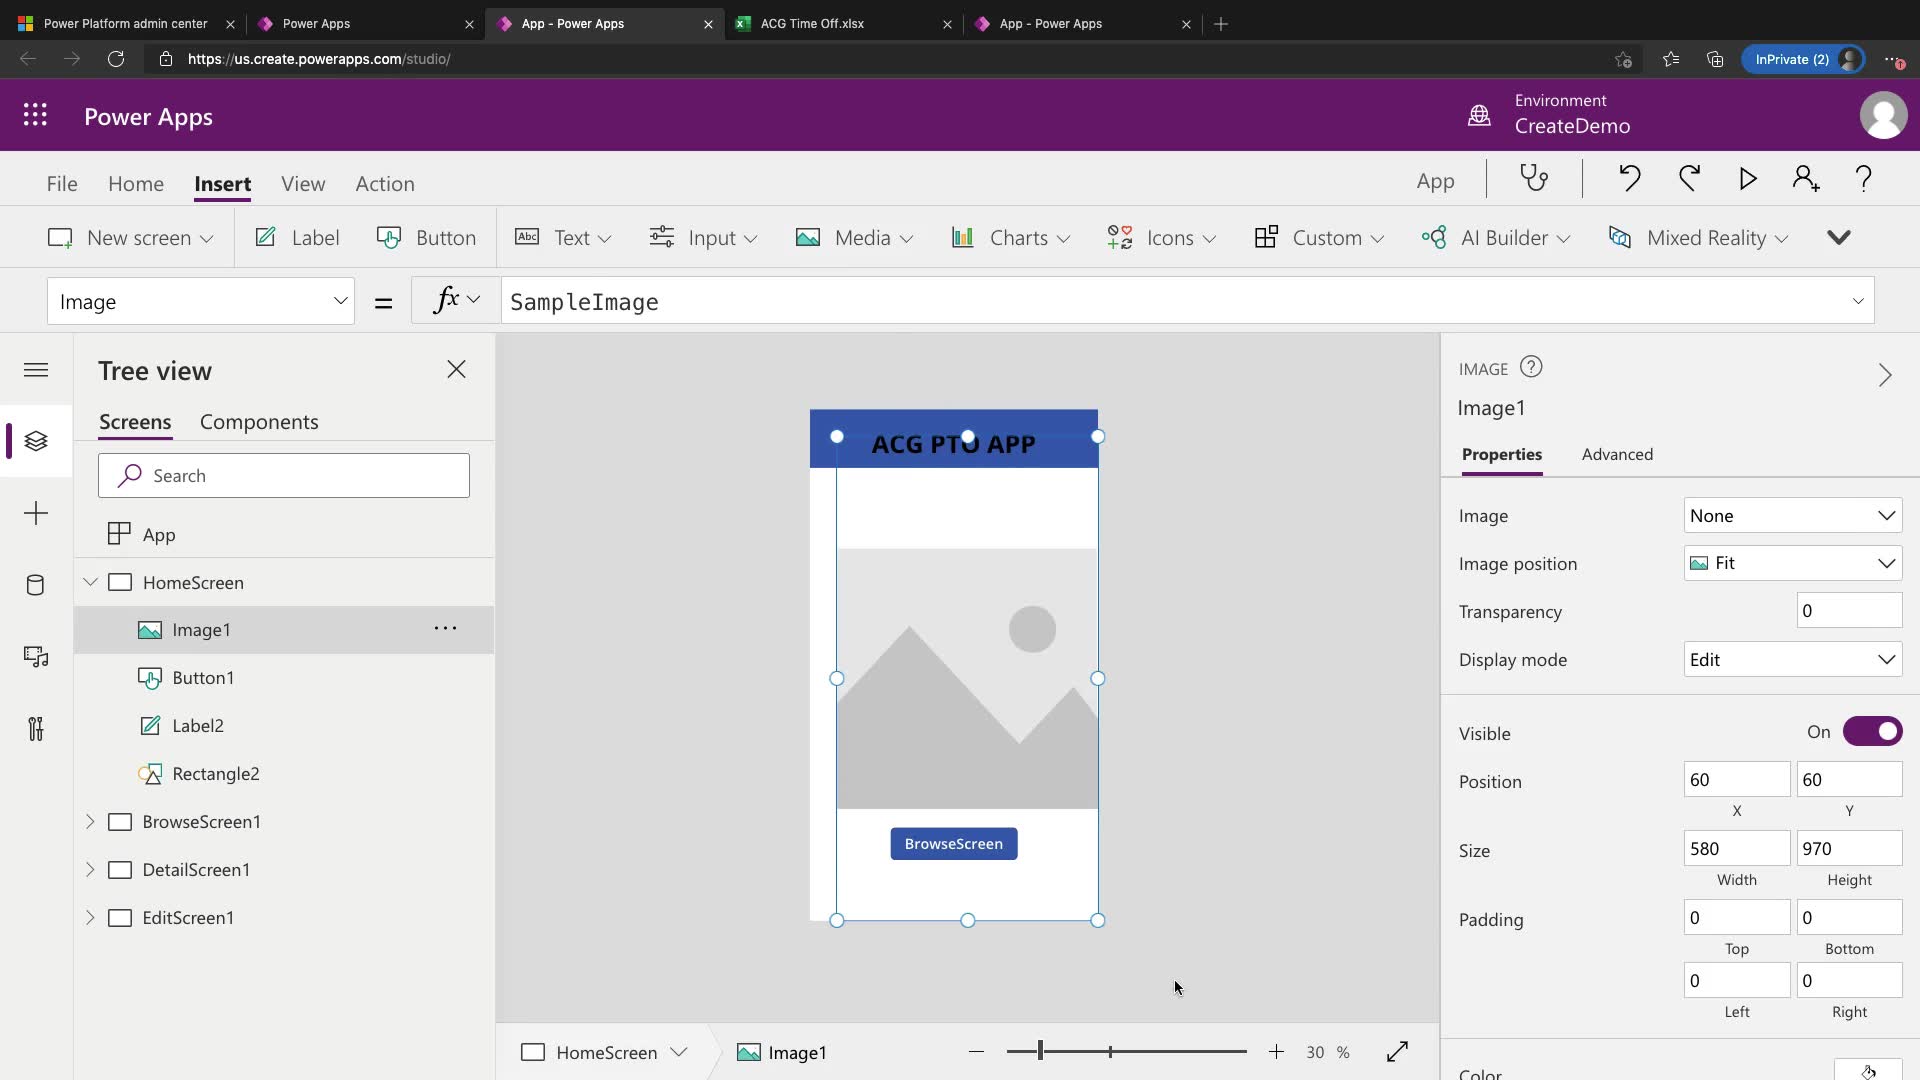 Power Platform admin center
Power Apps
App - Power Apps
ACG Time Off.xlsx
App - Power Apps
https://us.create.powerapps.com/studio/
InPrivate (2)
Power Apps
Environment
CreateDemo
File Home Insert View Action
App
New screen
Label
Button
Abc Text
Input
Media
Charts
Icons
Custom
AI Builder
Mixed Reality
Image
=
fx
SampleImage
Tree view
Screens Components
Search
App
HomeScreen
Image1
Button1
Label2
Rectangle2
BrowseScreen1
DetailScreen1
EditScreen1
ACG PTO APP
BrowseScreen
HomeScreen
Image1
30 %
IMAGE ?
Image1
Properties Advanced
Image None
Image position Fit
Transparency 0
Display mode Edit
Visible On
Position 60 60
X Y
Size 580 970
Width Height
Padding 0 0
Top Bottom
0 0
Left Right
Color